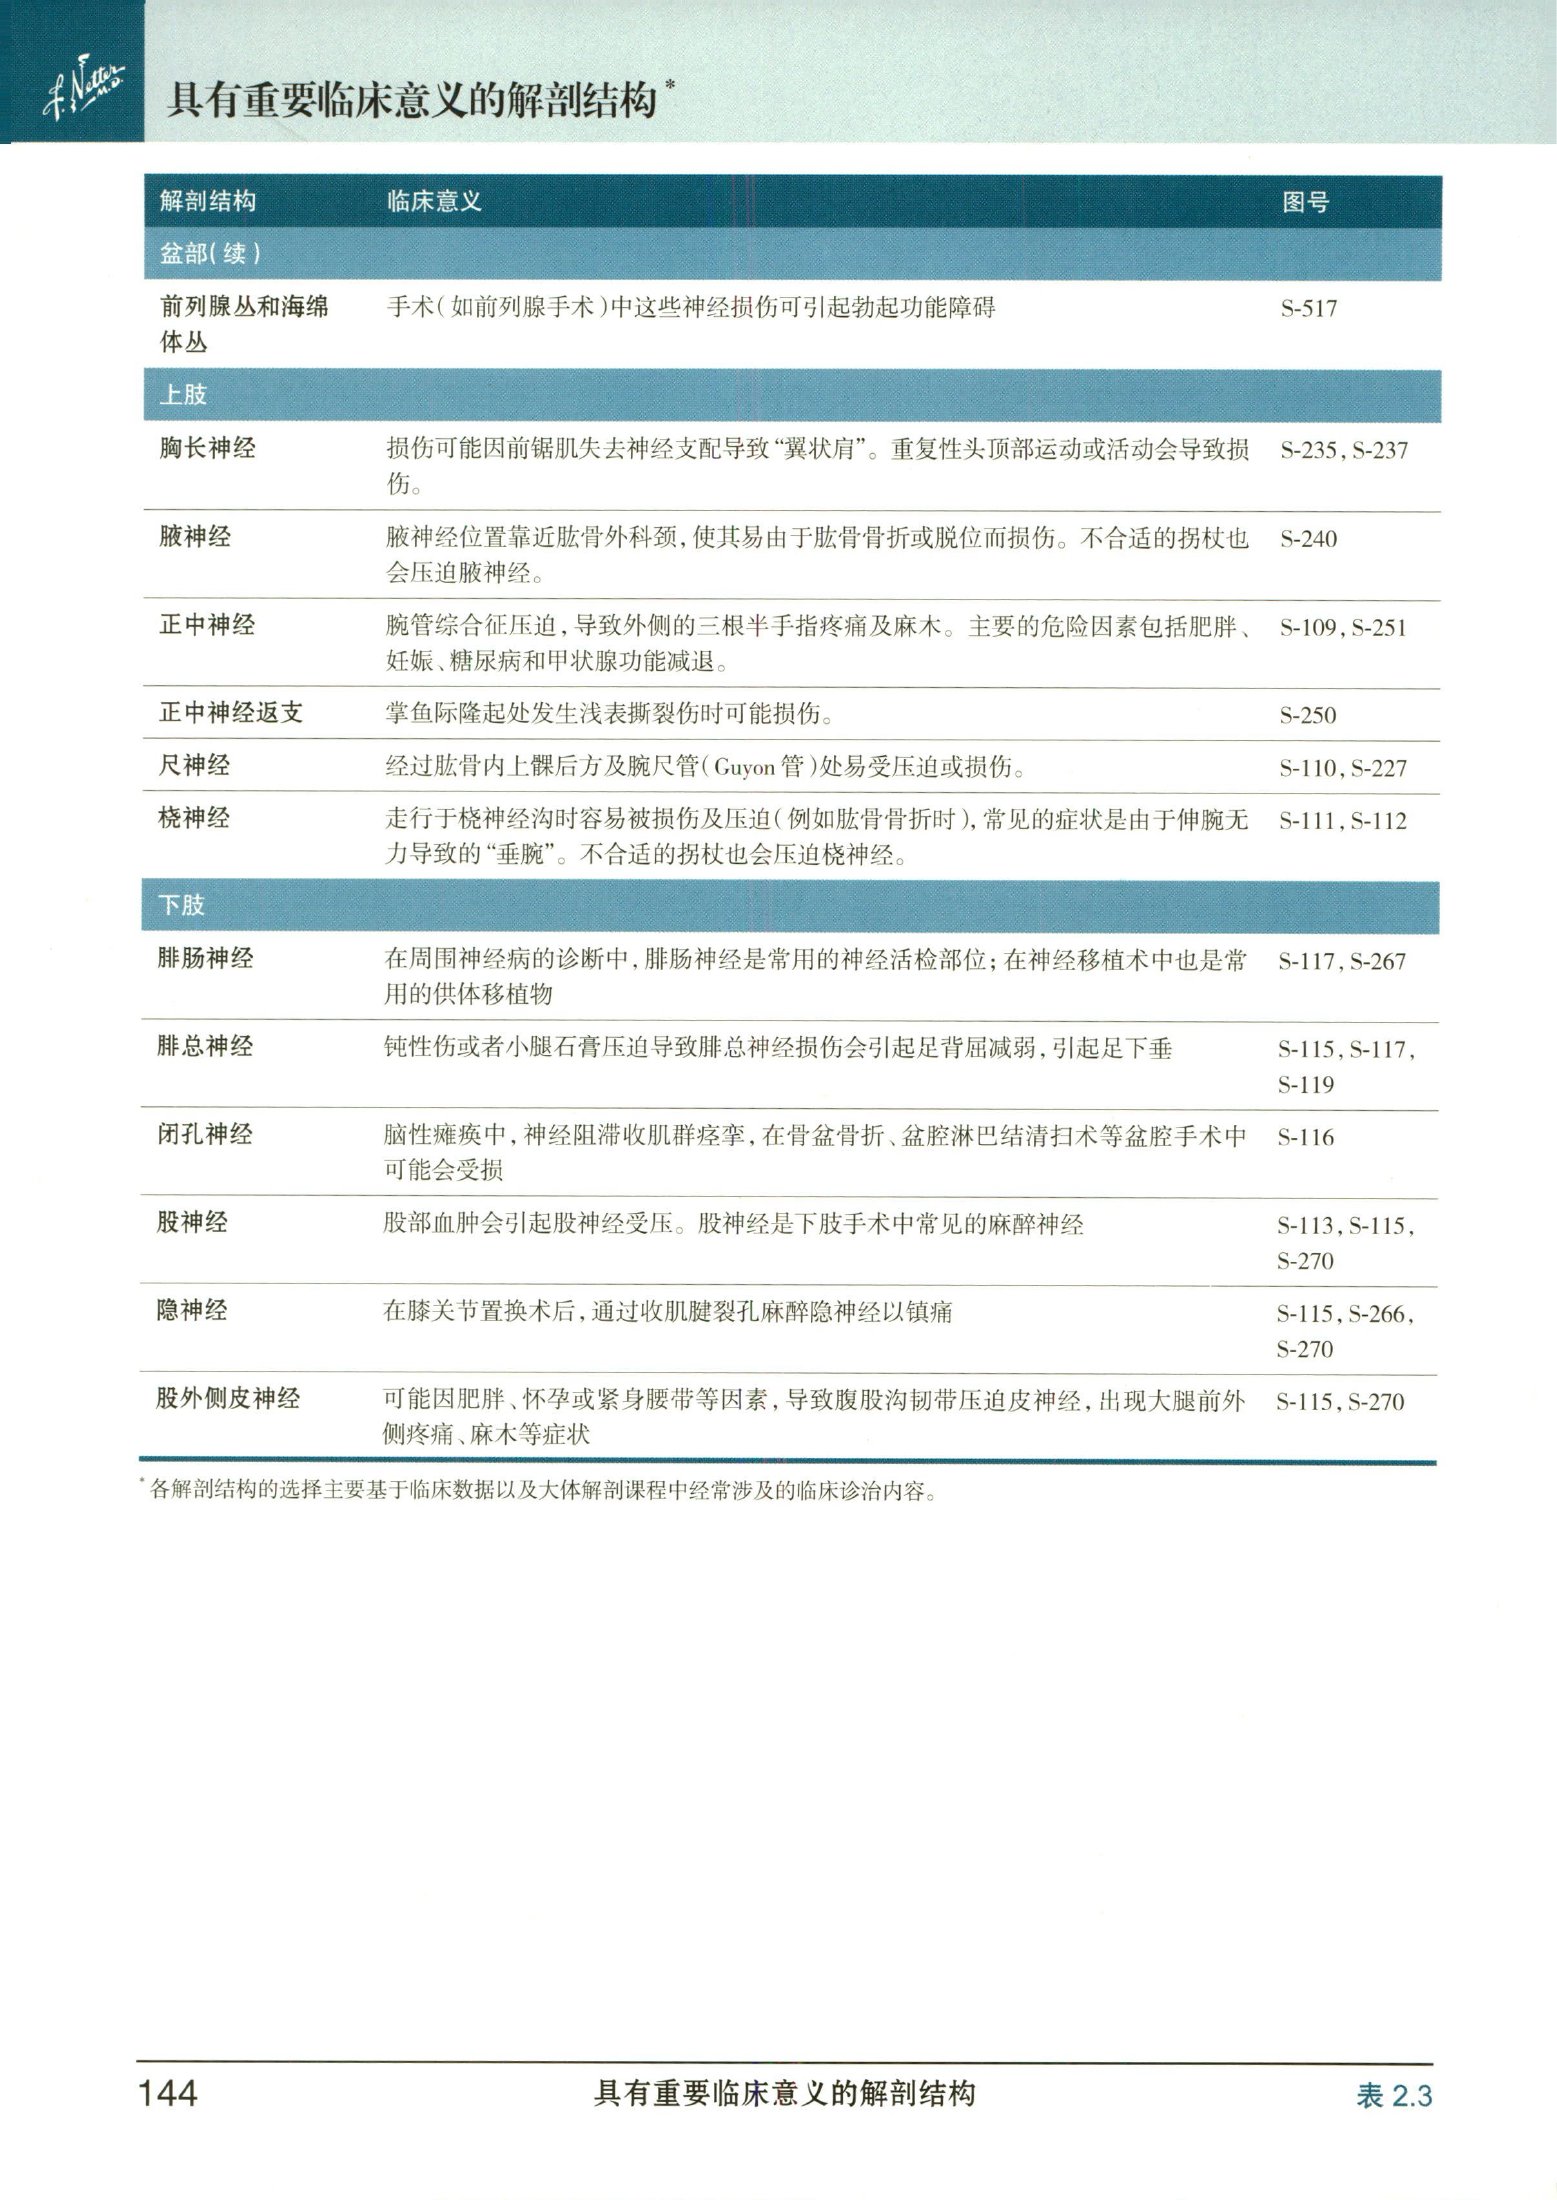 F. Netter M.D.
具有重要临床意义的解剖结构*
解剖结构 临床意义 图号
盆部(续)
前列腺丛和海绵 手术(如前列腺手术)中这些神经损伤可引起勃起功能障碍 S-517
体丛
上肢
胸长神经 损伤可能因前锯肌失去神经支配导致“翼状肩”。重复性头顶部运动或活动会导致损 S-235, S-237
伤。
腋神经 腋神经位置靠近肱骨外科颈,使其易由于肱骨骨折或脱位而损伤。不合适的拐杖也 S-240
会压迫腋神经。
正中神经 腕管综合征压迫,导致外侧的三根半手指疼痛及麻木。主要的危险因素包括肥胖、 S-109, S-251
妊娠、糖尿病和甲状腺功能减退。
正中神经返支 掌鱼际隆起处发生浅表撕裂伤时可能损伤。 S-250
尺神经 经过肱骨内上髁后方及腕尺管(Guyon 管)处易受压迫或损伤。 S-110, S-227
桡神经 走行于桡神经沟时容易被损伤及压迫(例如肱骨骨折时),常见的症状是由于伸腕无 S-111, S-112
力导致的“垂腕”。不合适的拐杖也会压迫桡神经。
下肢
腓肠神经 在周围神经病的诊断中,腓肠神经是常用的神经活检部位;在神经移植术中也是常 S-117, S-267
用的供体移植物
腓总神经 钝性伤或者小腿石膏压迫导致腓总神经损伤会引起足背屈减弱,引起足下垂 S-115, S-117,
S-119
闭孔神经 脑性瘫痪中,神经阻滞收肌群痉挛,在骨盆骨折、盆腔淋巴结清扫术等盆腔手术中 S-116
可能会受损
股神经 股部血肿会引起股神经受压。股神经是下肢手术中常见的麻醉神经 S-113, S-115,
S-270
隐神经 在膝关节置换术后,通过收肌腱裂孔麻醉隐神经以镇痛 S-115, S-266,
S-270
股外侧皮神经 可能因肥胖、怀孕或紧身腰带等因素,导致腹股沟韧带压迫皮神经,出现大腿前外 S-115, S-270
侧疼痛、麻木等症状
*各解剖结构的选择主要基于临床数据以及大体解剖课程中经常涉及的临床诊治内容。
144 具有重要临床意义的解剖结构 表 2.3